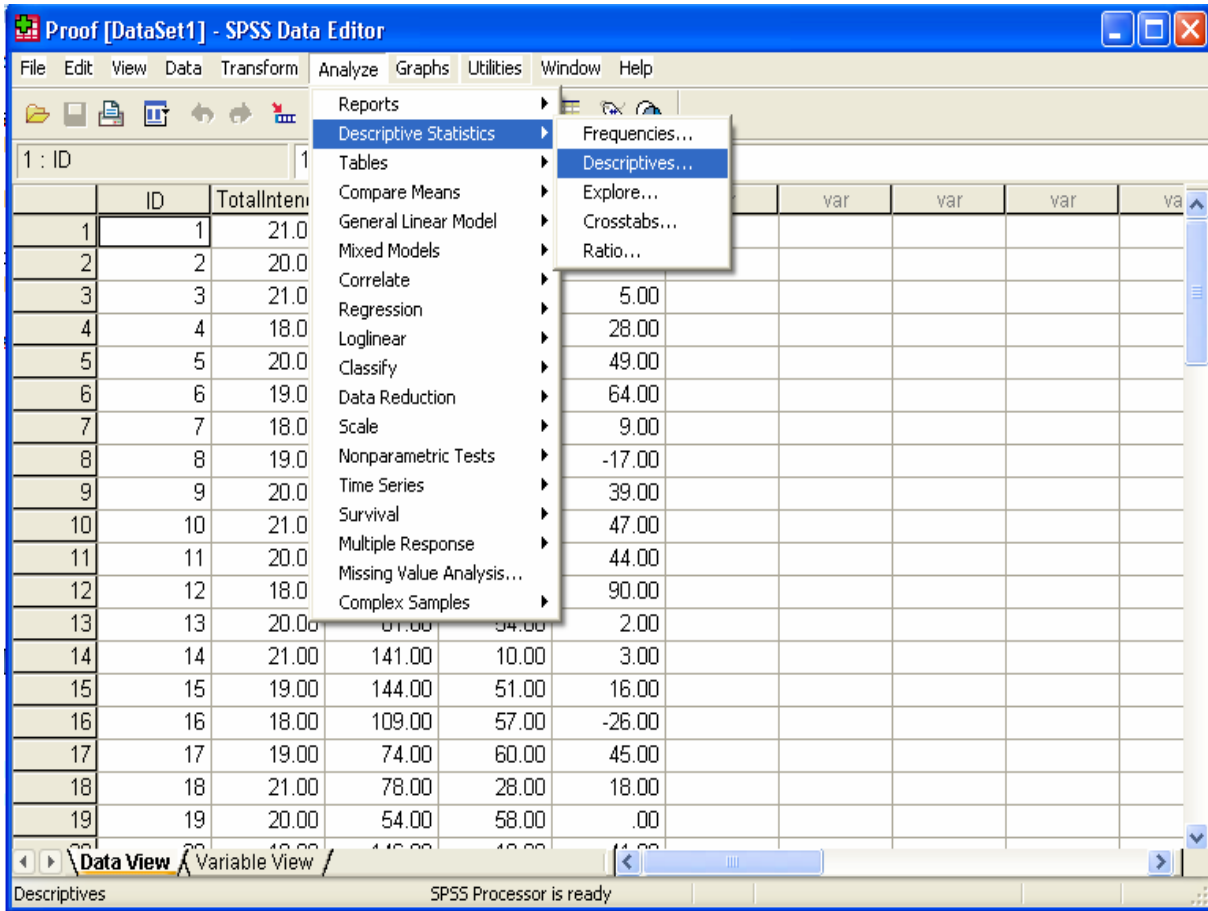 Proof [DataSet1] - SPSS Data Editor
File Edit View Data Transform Analyze Graphs Utilities Window Help
Reports
Descriptive Statistics
Tables
Compare Means
General Linear Model
Mixed Models
Correlate
Regression
Loglinear
Classify
Data Reduction
Scale
Nonparametric Tests
Time Series
Survival
Multiple Response
Missing Value Analysis...
Complex Samples
Frequencies...
Descriptives...
Explore...
Crosstabs...
Ratio...
1 : ID 1
ID TotalInten var var var va
1 1 21.0
2 2 20.0
3 3 21.0 5.00
4 4 18.0 28.00
5 5 20.0 49.00
6 6 19.0 64.00
7 7 18.0 9.00
8 8 19.0 -17.00
9 9 20.0 39.00
10 10 21.0 47.00
11 11 20.0 44.00
12 12 18.0 90.00
13 13 20.00 54.00 2.00
14 14 21.00 141.00 10.00 3.00
15 15 19.00 144.00 51.00 16.00
16 16 18.00 109.00 57.00 -26.00
17 17 19.00 74.00 60.00 45.00
18 18 21.00 78.00 28.00 18.00
19 19 20.00 54.00 58.00 .00
Data View Variable View
Descriptives SPSS Processor is ready